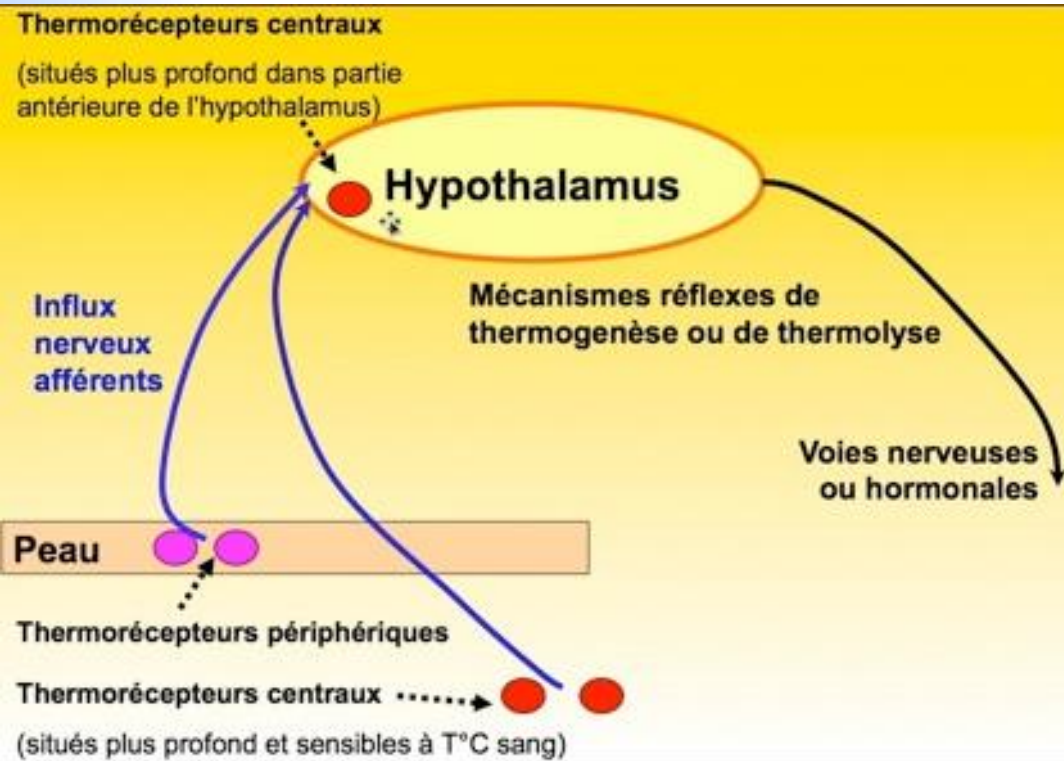 Thermorécepteurs centraux
(situés plus profond dans partie
antérieure de l'hypothalamus)
Hypothalamus
Influx
nerveux
afférents
Mécanismes réflexes de
thermogenèse ou de thermolyse
Voies nerveuses
ou hormonales
Peau
Thermorécepteurs périphériques
Thermorécepteurs centraux
(situés plus profond et sensibles à T°C sang)